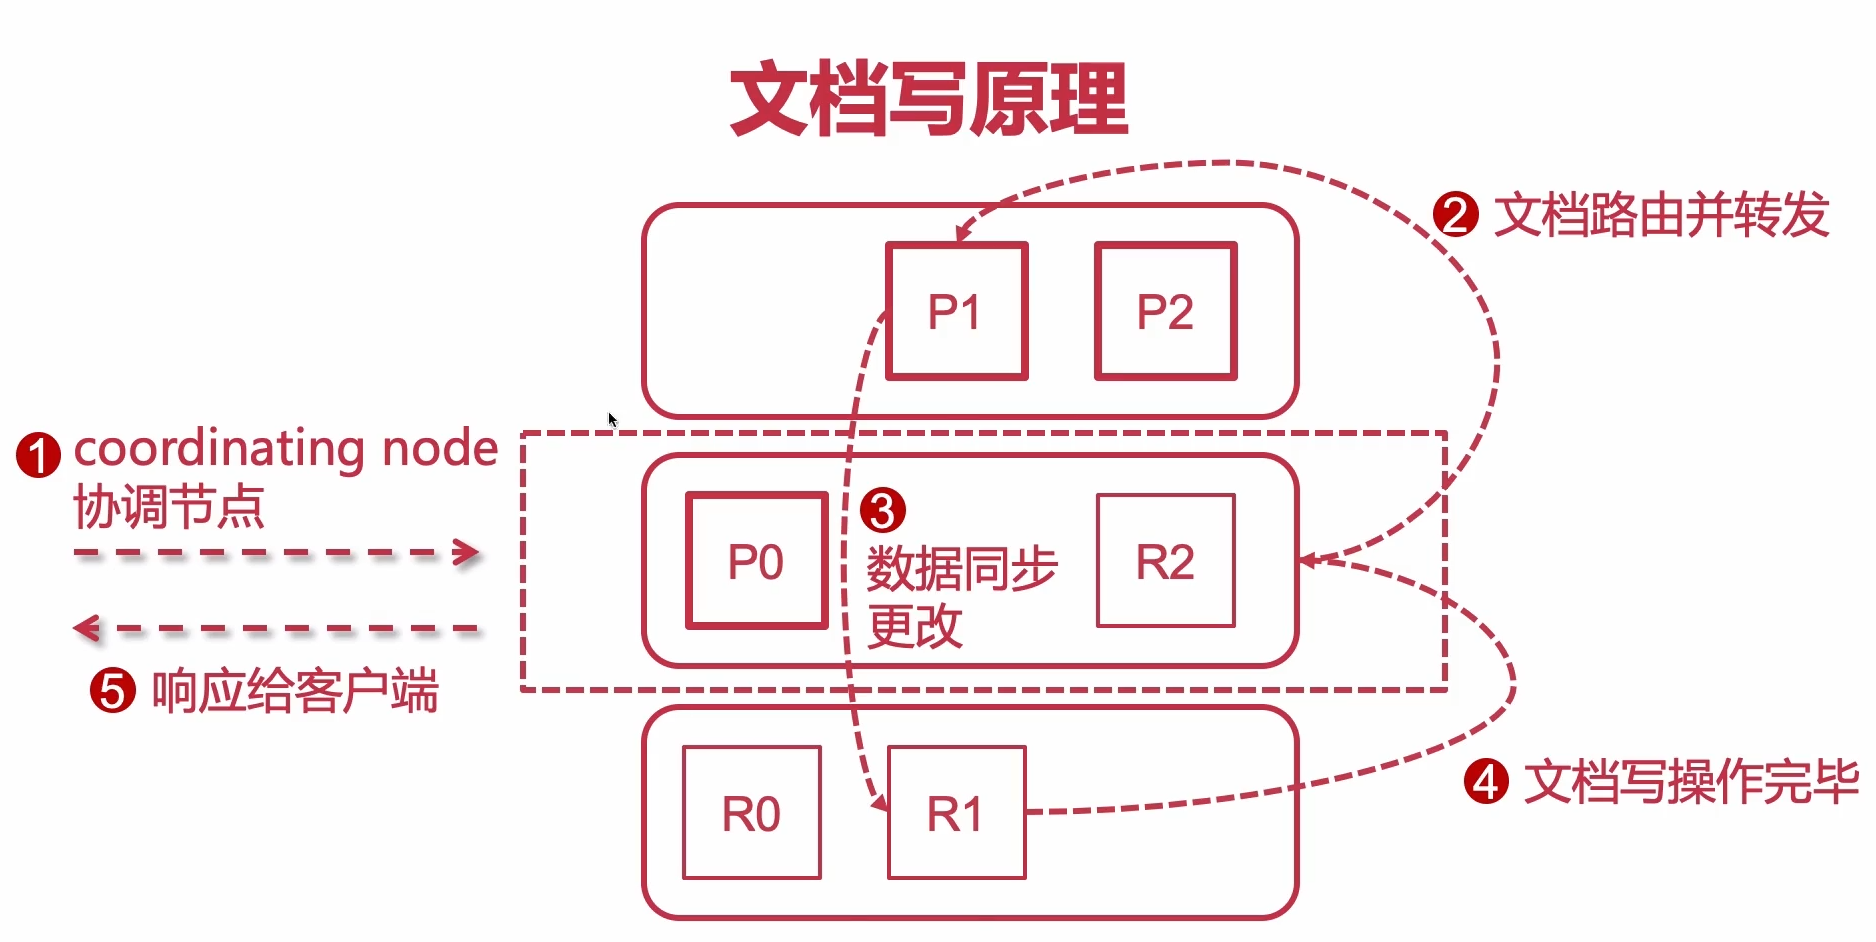 文档写原理
2 文档路由并转发
P1
P2
1 coordinating node
协调节点
P0
3
数据同步
更改
R2
5 响应给客户端
4 文档写操作完毕
R0
R1